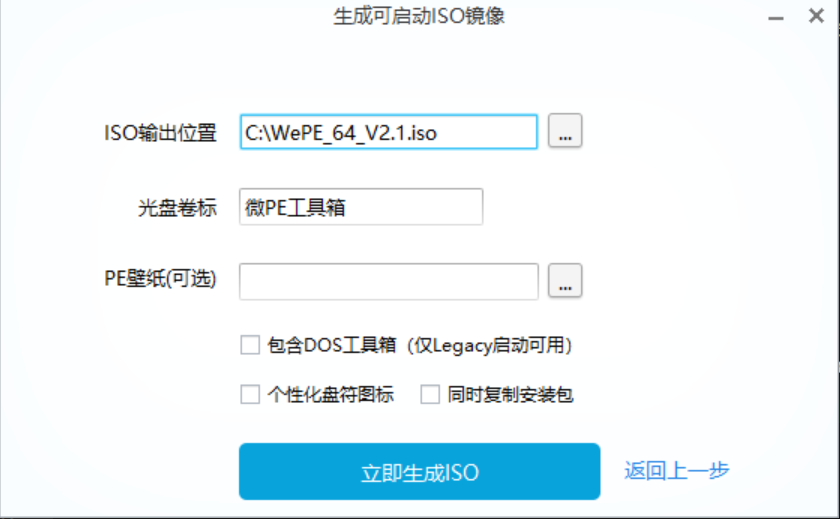 生成可启动ISO镜像
ISO输出位置 C:\WePE_64_V2.1.iso ...
光盘卷标 微PE工具箱
PE壁纸(可选) ...
包含DOS工具箱（仅Legacy启动可用）
个性化盘符图标 同时复制安装包
立即生成ISO 返回上一步